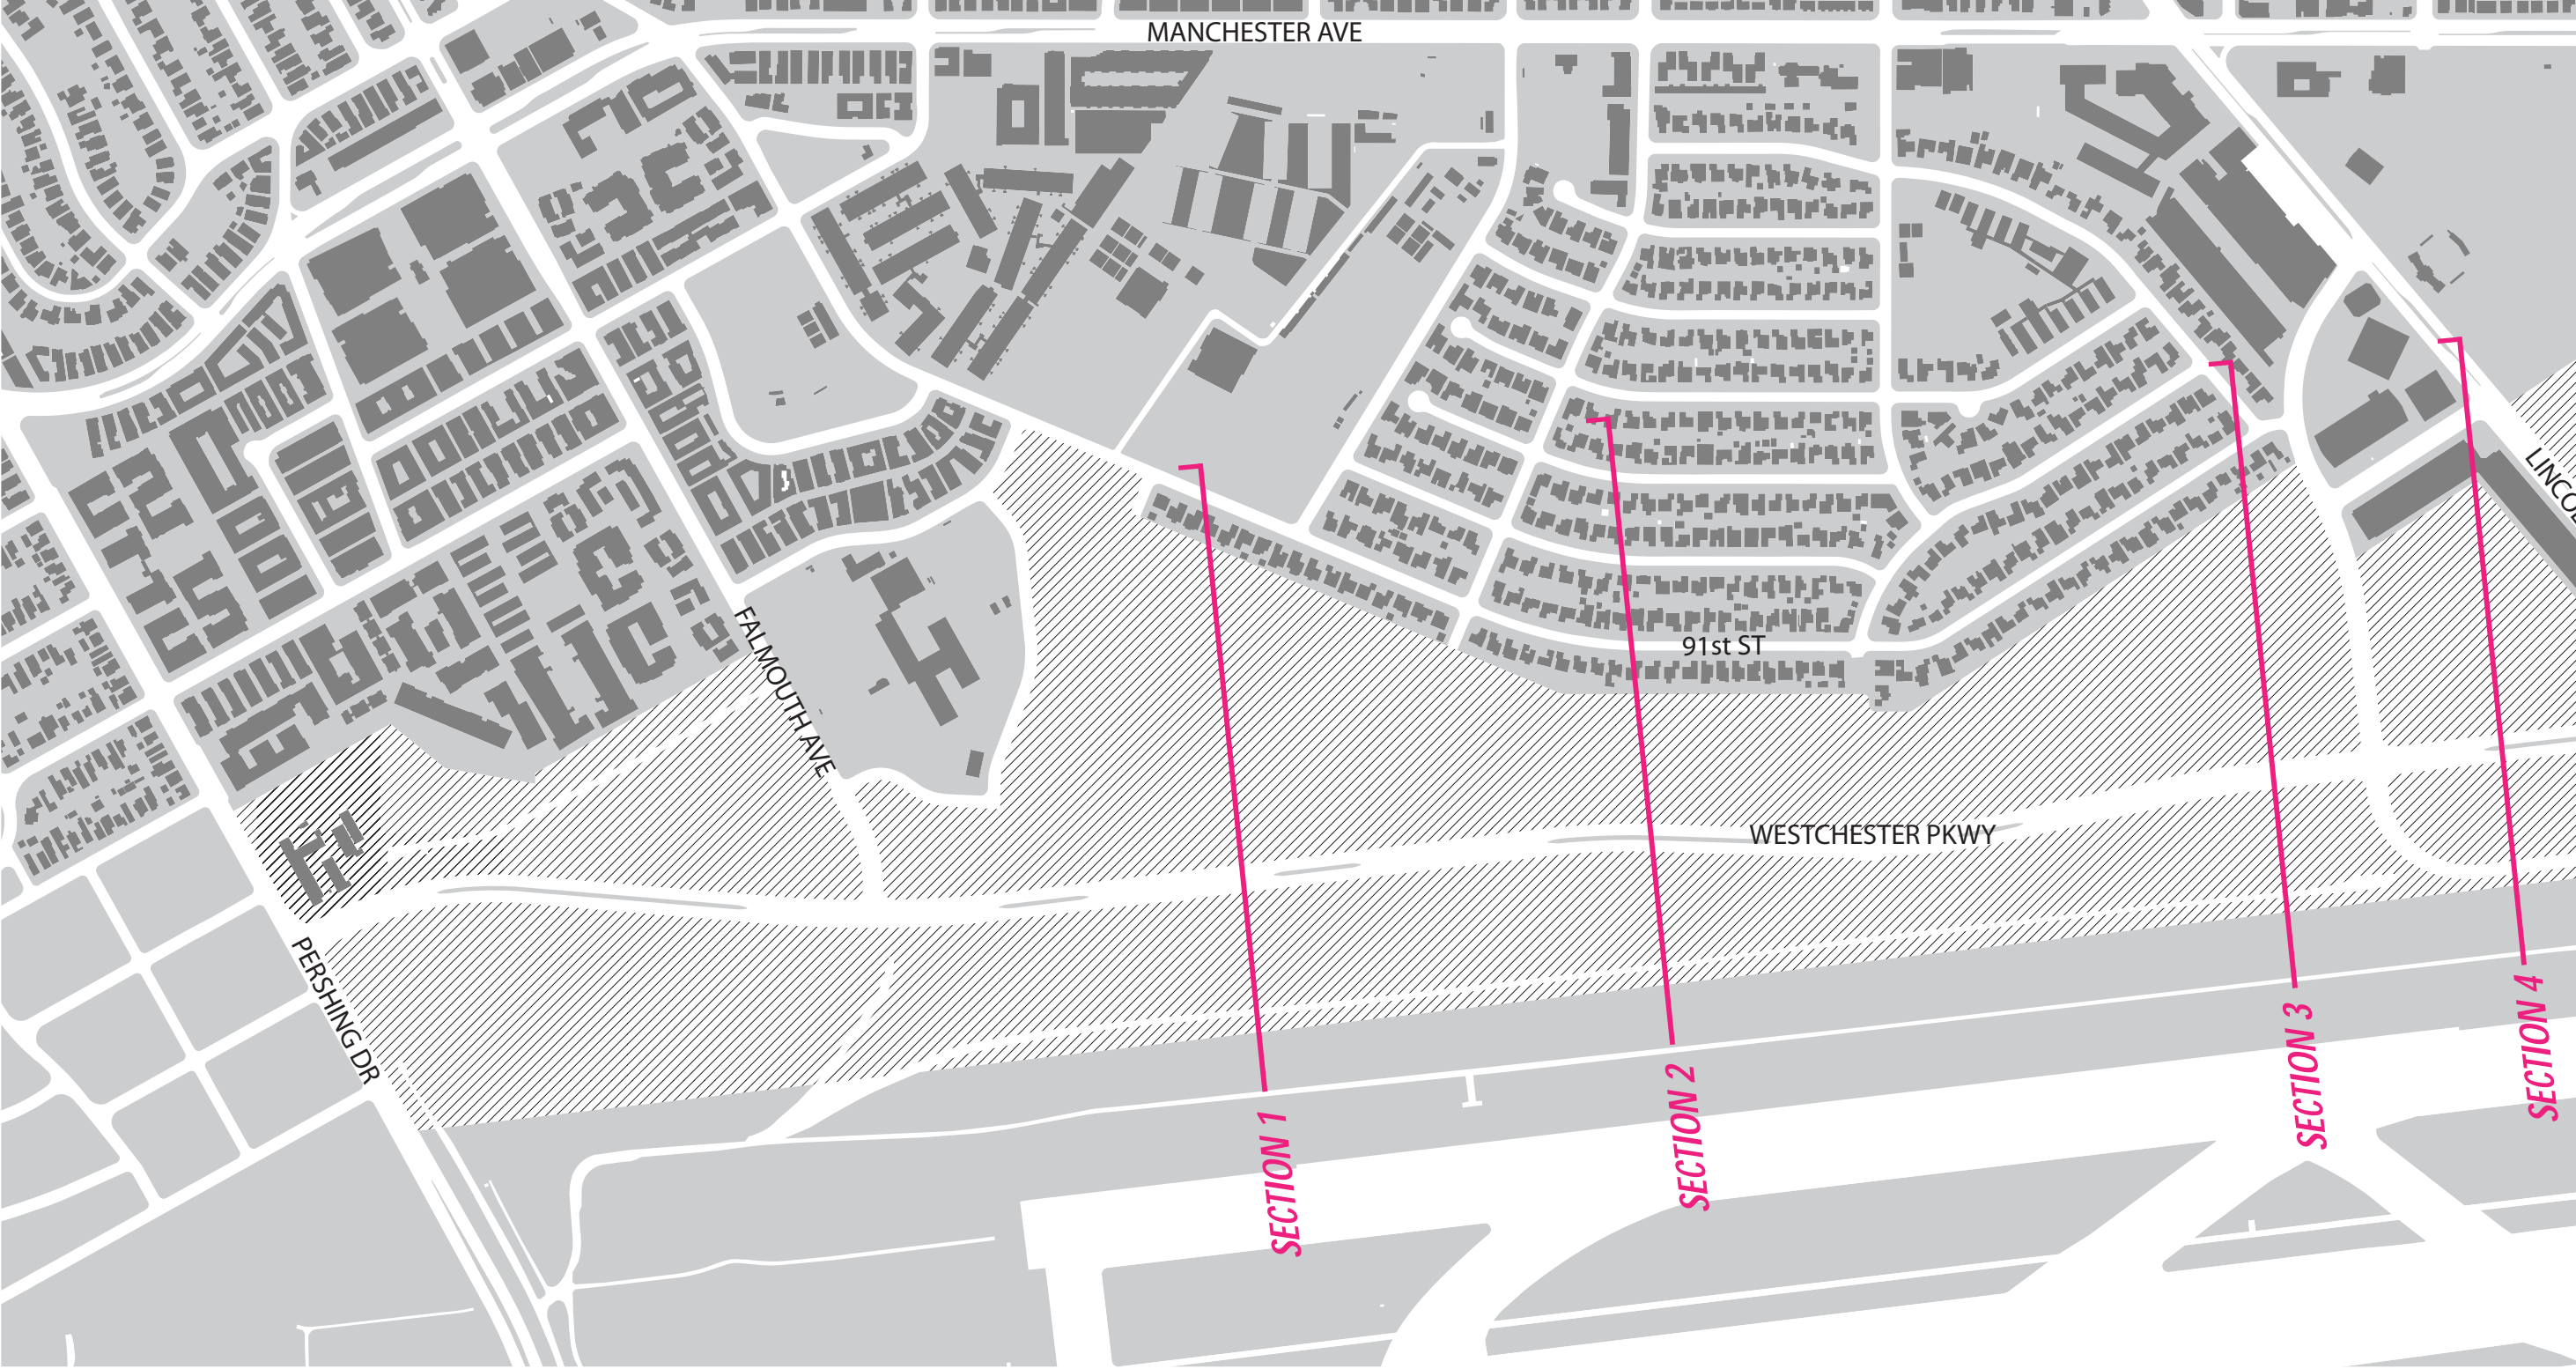 MANCHESTER AVE
FALMOUTH AVE
91st ST
WESTCHESTER PKWY
PERSHING DR
SECTION 1
SECTION 2
SECTION 3
SECTION 4